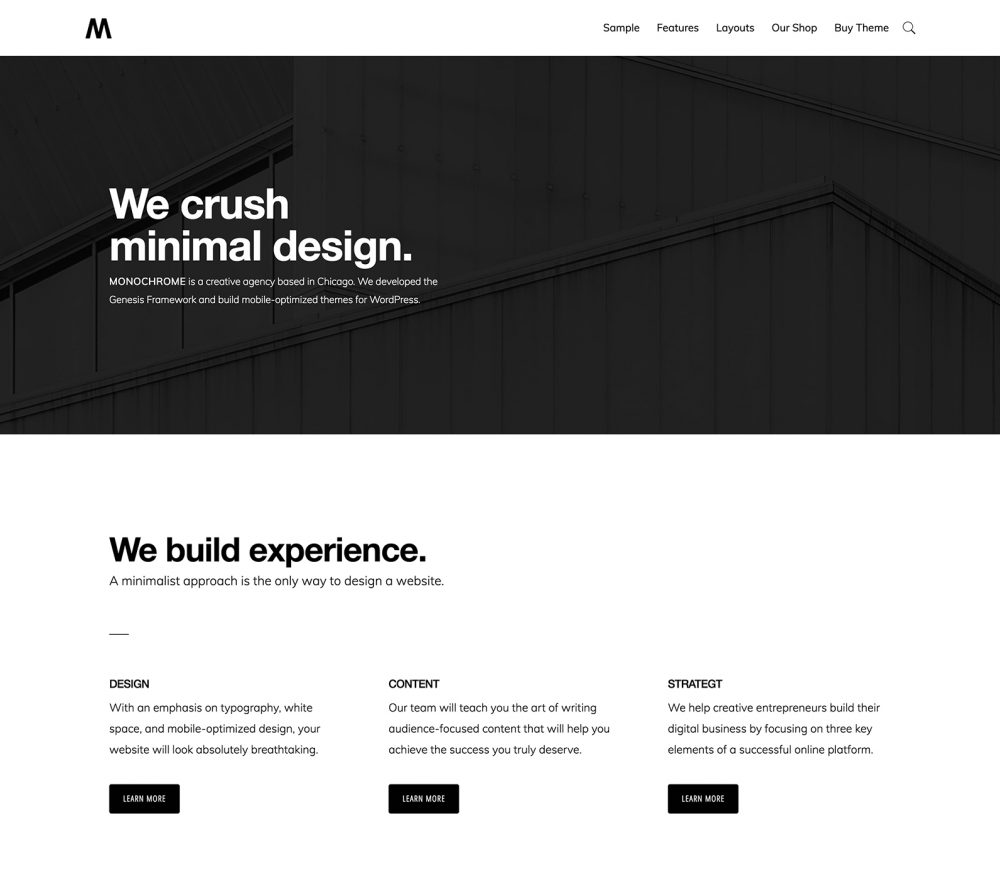 M
Sample Features Layouts Our Shop Buy Theme
We crush
minimal design.
MONOCHROME is a creative agency based in Chicago. We developed the
Genesis Framework and build mobile-optimized themes for WordPress.
We build experience.
A minimalist approach is the only way to design a website.
DESIGN
With an emphasis on typography, white
space, and mobile-optimized design, your
website will look absolutely breathtaking.
LEARN MORE
CONTENT
Our team will teach you the art of writing
audience-focused content that will help you
achieve the success you truly deserve.
LEARN MORE
STRATEGT
We help creative entrepreneurs build their
digital business by focusing on three key
elements of a successful online platform.
LEARN MORE